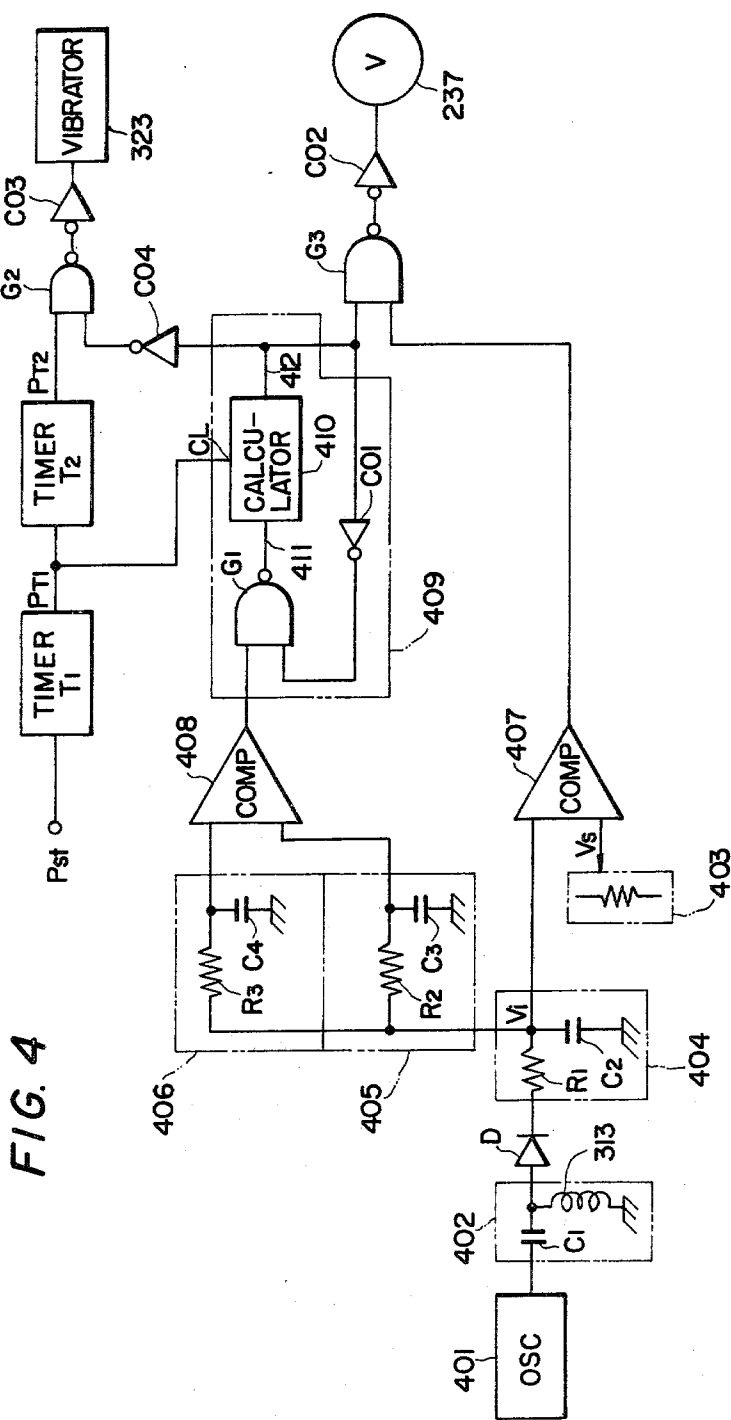 FIG. 4
Pst
TIMER
T1
PT1
TIMER
T2
PT2
G2
CO3
VIBRATOR
323
CO4
CL
408
COMP
G1
411
CALCU-
LATOR
410
412
CO1
409
G3
CO2
V
237
406
R3
C4
405
R2
C3
407
COMP
Vs
403
401
OSC
402
C1
313
D
R1
Vi
C2
404